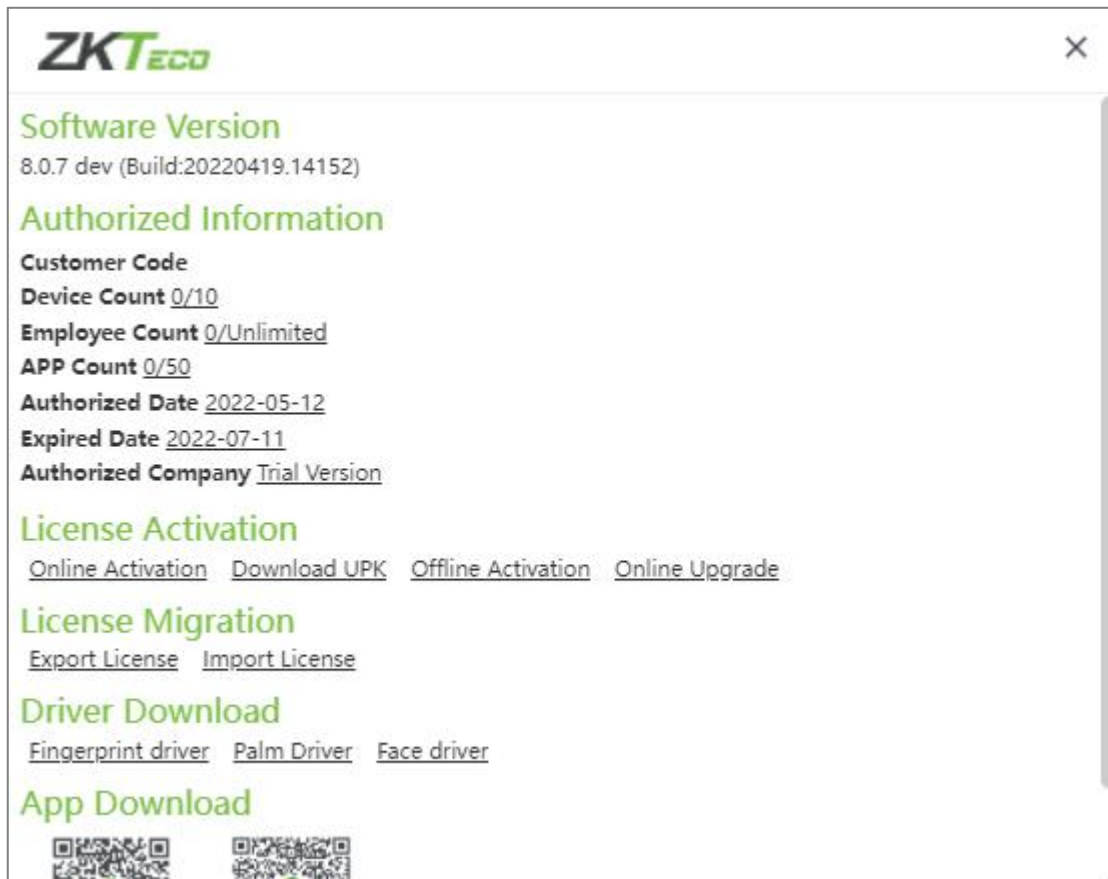 ZKTeco
Software Version
8.0.7 dev (Build:20220419.14152)
Authorized Information
Customer Code
Device Count 0/10
Employee Count 0/Unlimited
APP Count 0/50
Authorized Date 2022-05-12
Expired Date 2022-07-11
Authorized Company Trial Version
License Activation
Online Activation Download UPK Offline Activation Online Upgrade
License Migration
Export License Import License
Driver Download
Fingerprint driver Palm Driver Face driver
App Download